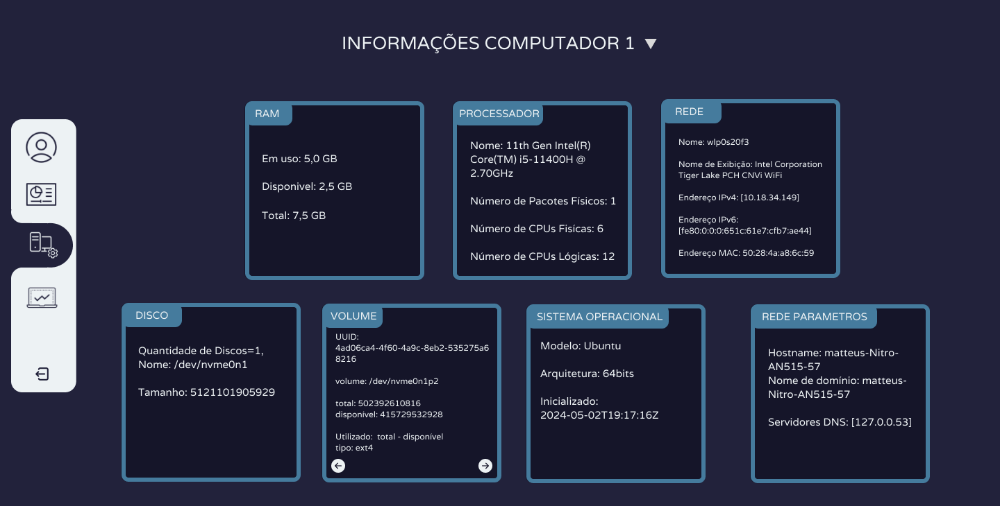 INFORMAÇÕES COMPUTADOR 1
RAM
Em uso: 5,0 GB
Disponivel: 2,5 GB
Total: 7,5 GB
PROCESSADOR
Nome: 11th Gen Intel(R)
Core(TM) i5-11400H @
2.70GHz
Número de Pacotes Físicos: 1
Número de CPUs Fisícas: 6
Número de CPUs Lógicas: 12
REDE
Nome: wlp0s20f3
Nome de Exibição: Intel Corporation
Tiger Lake PCH CNVi WiFi
Endereço IPv4: [10.18.34.149]
Endereço IPv6:
[fe80:0:0:0:651c:61e7:cfb7:ae44]
Endereço MAC: 50:28:4a:a8:6c:59
DISCO
Quantidade de Discos=1,
Nome: /dev/nvme0n1
Tamanho: 5121101905929
VOLUME
UUID:
4ad06ca4-4f60-4a9c-8eb2-535275a6
8216
volume: /dev/nvme0n1p2
total: 502392610816
disponível: 415729532928
Utilizado:  total - disponível
tipo: ext4
SISTEMA OPERACIONAL
Modelo: Ubuntu
Arquitetura: 64bits
Inicializado:
2024-05-02T19:17:16Z
REDE PARAMETROS
Hostname: matteus-Nitro-
AN515-57
Nome de domínio: matteus-
Nitro-AN515-57
Servidores DNS: [127.0.0.53]